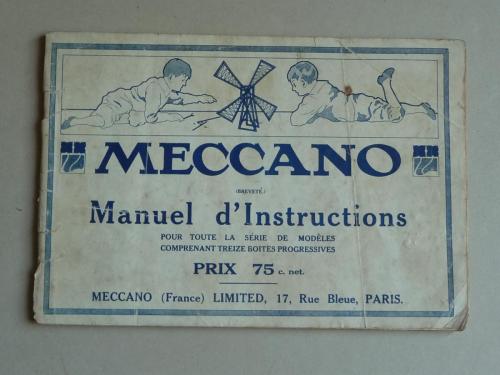 MECCANO
(BREVETÉ)
Manuel d'Instructions
POUR TOUTE LA SÉRIE DE MODÈLES
COMPRENANT TREIZE BOITES PROGRESSIVES
PRIX 75 c. net.
MECCANO (France) LIMITED, 17, Rue Bleue, PARIS.